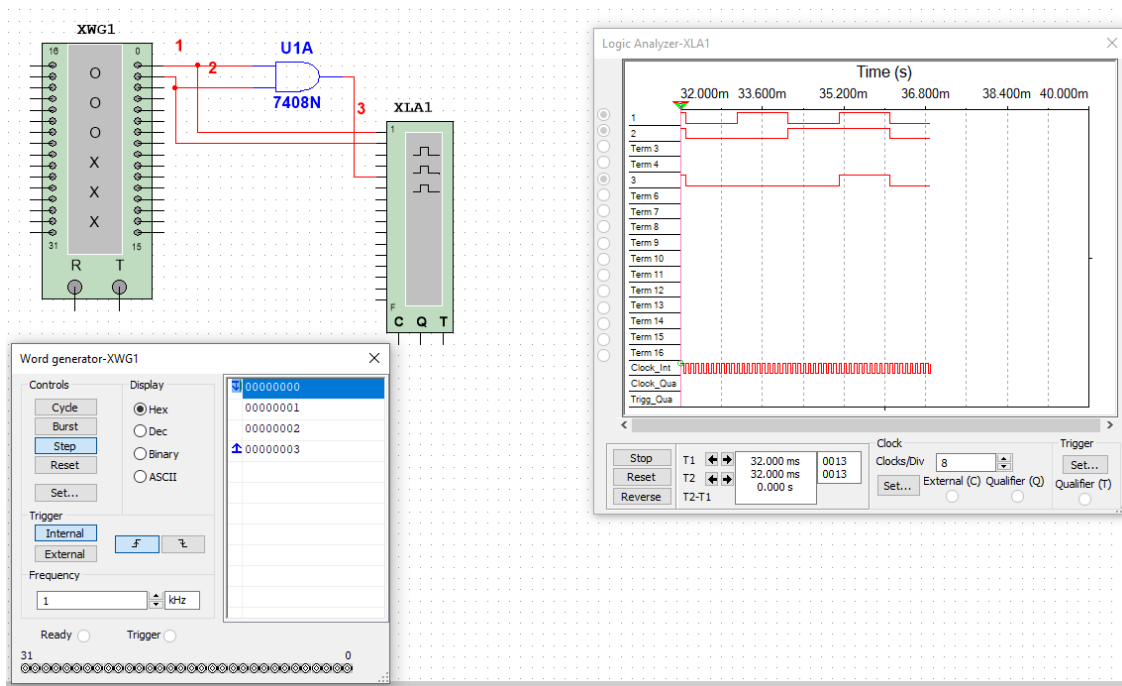 XWG1
16 0
O
O
O
X
X
X
31 15
R T
1
2
U1A
7408N
3
XLA1
1
F
C Q T
Logic Analyzer-XLA1
Time (s)
32.000m 33.600m 35.200m 36.800m 38.400m 40.000m
1
2
Term 3
Term 4
3
Term 6
Term 7
Term 8
Term 9
Term 10
Term 11
Term 12
Term 13
Term 14
Term 15
Term 16
Clock_Int
Clock_Qua
Trigg_Qua
Stop
Reset
Reverse
T1 32.000 ms 0013
T2 32.000 ms 0013
T2-T1 0.000 s
Clock
Clocks/Div 8
Set...
External (C) Qualifier (Q)
Trigger
Set...
Qualifier (T)
Word generator-XWG1
Controls
Cycle
Burst
Step
Reset
Set...
Display
Hex
Dec
Binary
ASCII
Trigger
Internal
External
Frequency
1 kHz
Ready Trigger
00000000
00000001
00000002
00000003
31 0